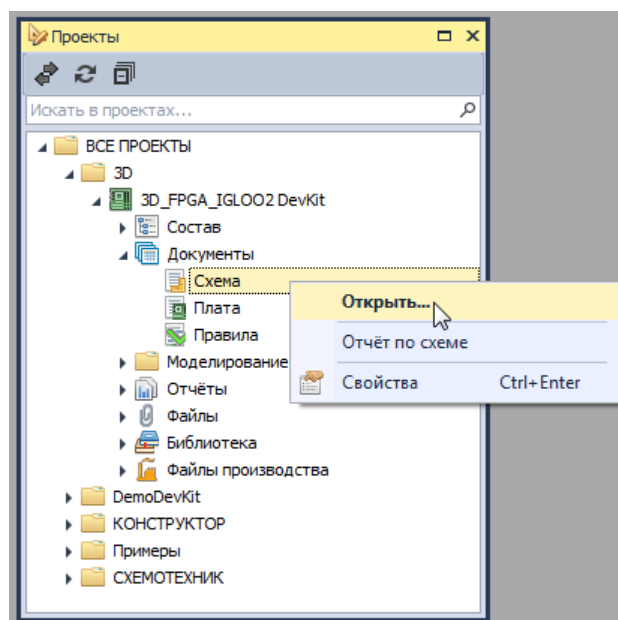 Проекты
Искать в проектах...
ВСЕ ПРОЕКТЫ
3D
3D_FPGA_IGLOO2 DevKit
Состав
Документы
Схема
Плата
Правила
Моделирование
Отчёты
Файлы
Библиотека
Файлы производства
DemoDevKit
КОНСТРУКТОР
Примеры
СХЕМОТЕХНИК
Открыть...
Отчёт по схеме
Свойства Ctrl+Enter